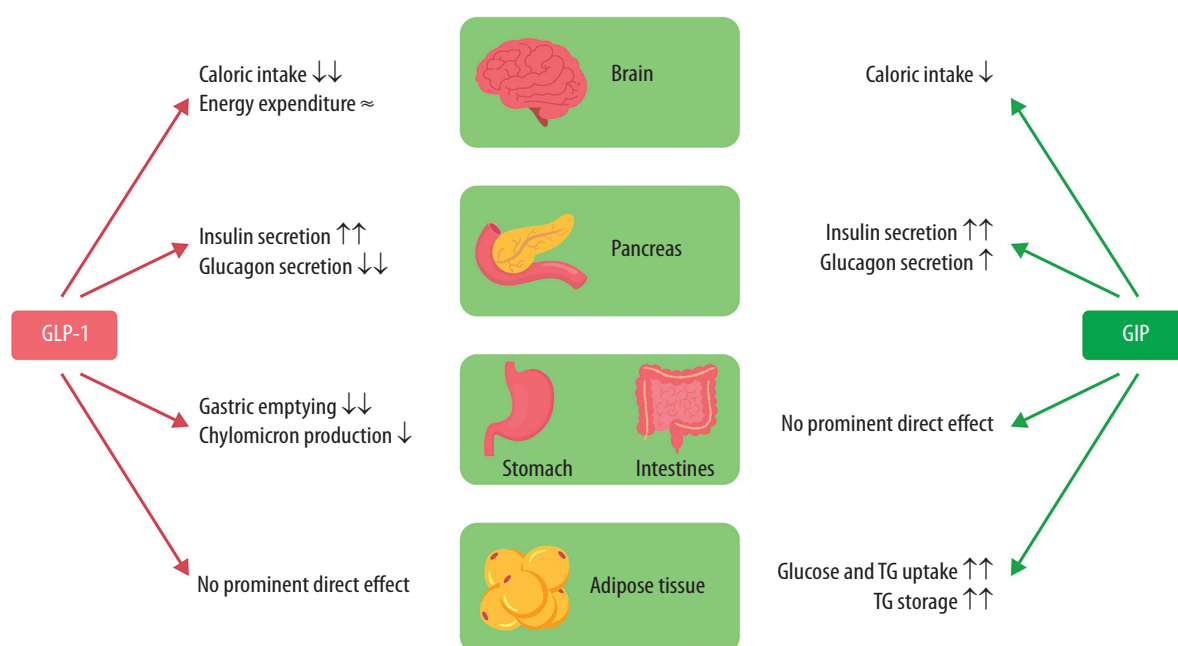 Caloric intake ↓↓
Energy expenditure ≈
Brain
Caloric intake ↓
Insulin secretion ↑↑
Glucagon secretion ↓↓
Pancreas
Insulin secretion ↑↑
Glucagon secretion ↑
GLP-1
GIP
Gastric emptying ↓↓
Chylomicron production ↓
Stomach
Intestines
No prominent direct effect
No prominent direct effect
Adipose tissue
Glucose and TG uptake ↑↑
TG storage ↑↑